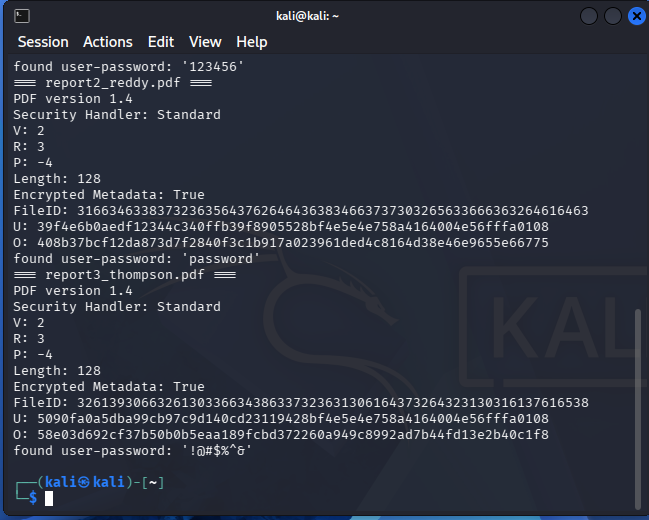 kali@kali: ~
Session Actions Edit View Help
found user-password: '123456'
=== report2_reddy.pdf ===
PDF version 1.4
Security Handler: Standard
V: 2
R: 3
P: -4
Length: 128
Encrypted Metadata: True
FileID: 3166346338373236356437626464363834663737303265633666363264616463
U: 39f4e6b0aedf12344c340ffb39f8905528bf4e5e4e758a4164004e56fffa0108
O: 408b37bcf12da873d7f2840f3c1b917a023961ded4c8164d38e46e9655e66775
found user-password: 'password'
=== report3_thompson.pdf ===
PDF version 1.4
Security Handler: Standard
V: 2
R: 3
P: -4
Length: 128
Encrypted Metadata: True
FileID: 32613930663261303366343863373236313061643732643231303161376165​38
U: 5090fa0a5dba99cb97c9d140cd23119428bf4e5e4e758a4164004e56fffa0108
O: 58e03d692cf37b50b0b5eaa189fcbd372260a949c8992ad7b44fd13e2b40c1f8
found user-password: '!@#$%^&'
┌──(kali㉿kali)-[~]
└─$
KAL